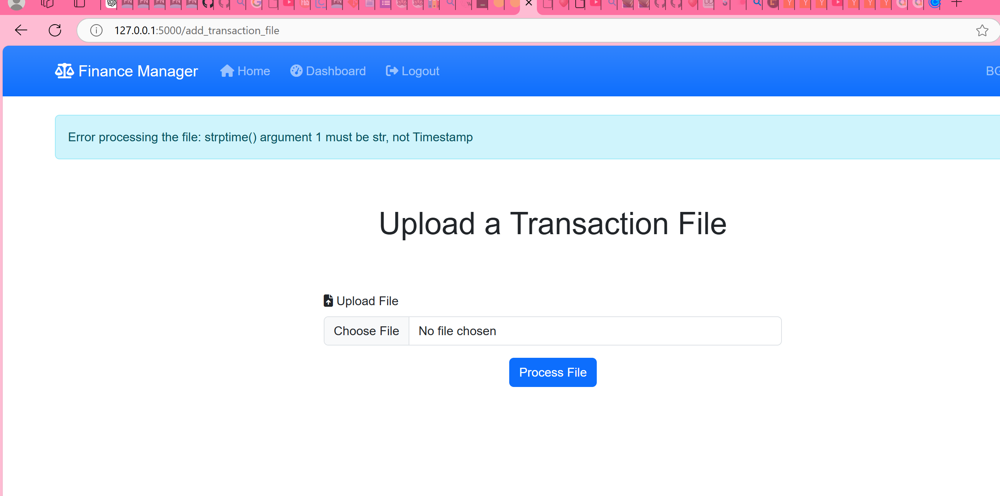 127.0.0.1:5000/add_transaction_file
Finance Manager Home Dashboard Logout
Error processing the file: strptime() argument 1 must be str, not Timestamp
Upload a Transaction File
Upload File
Choose File No file chosen
Process File